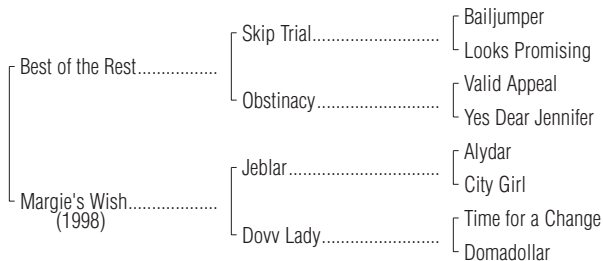 Bailjumper
Skip Trial
Looks Promising
Best of the Rest
Valid Appeal
Obstinacy
Yes Dear Jennifer
Alydar
Jeblar
City Girl
Margie's Wish
(1998)
Time for a Change
Dovv Lady
Domadollar